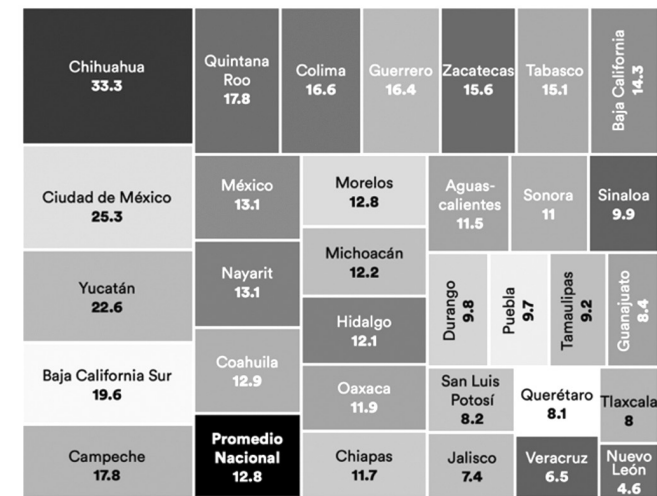 Chihuahua
33.3
Ciudad de México
25.3
Yucatán
22.6
Baja California Sur
19.6
Campeche
17.8
Quintana
Roo
17.8
Colima
16.6
Guerrero
16.4
Zacatecas
15.6
Tabasco
15.1
Baja California
14.3
México
13.1
Nayarit
13.1
Coahuila
12.9
Promedio
Nacional
12.8
Morelos
12.8
Michoacán
12.2
Hidalgo
12.1
Oaxaca
11.9
Chiapas
11.7
Aguas-
calientes
11.5
Sonora
11
Sinaloa
9.9
Durango
9.8
Puebla
9.7
Tamaulipas
9.2
Guanajuato
8.4
San Luis
Potosí
8.2
Querétaro
8.1
Tlaxcala
8
Jalisco
7.4
Veracruz
6.5
Nuevo
León
4.6